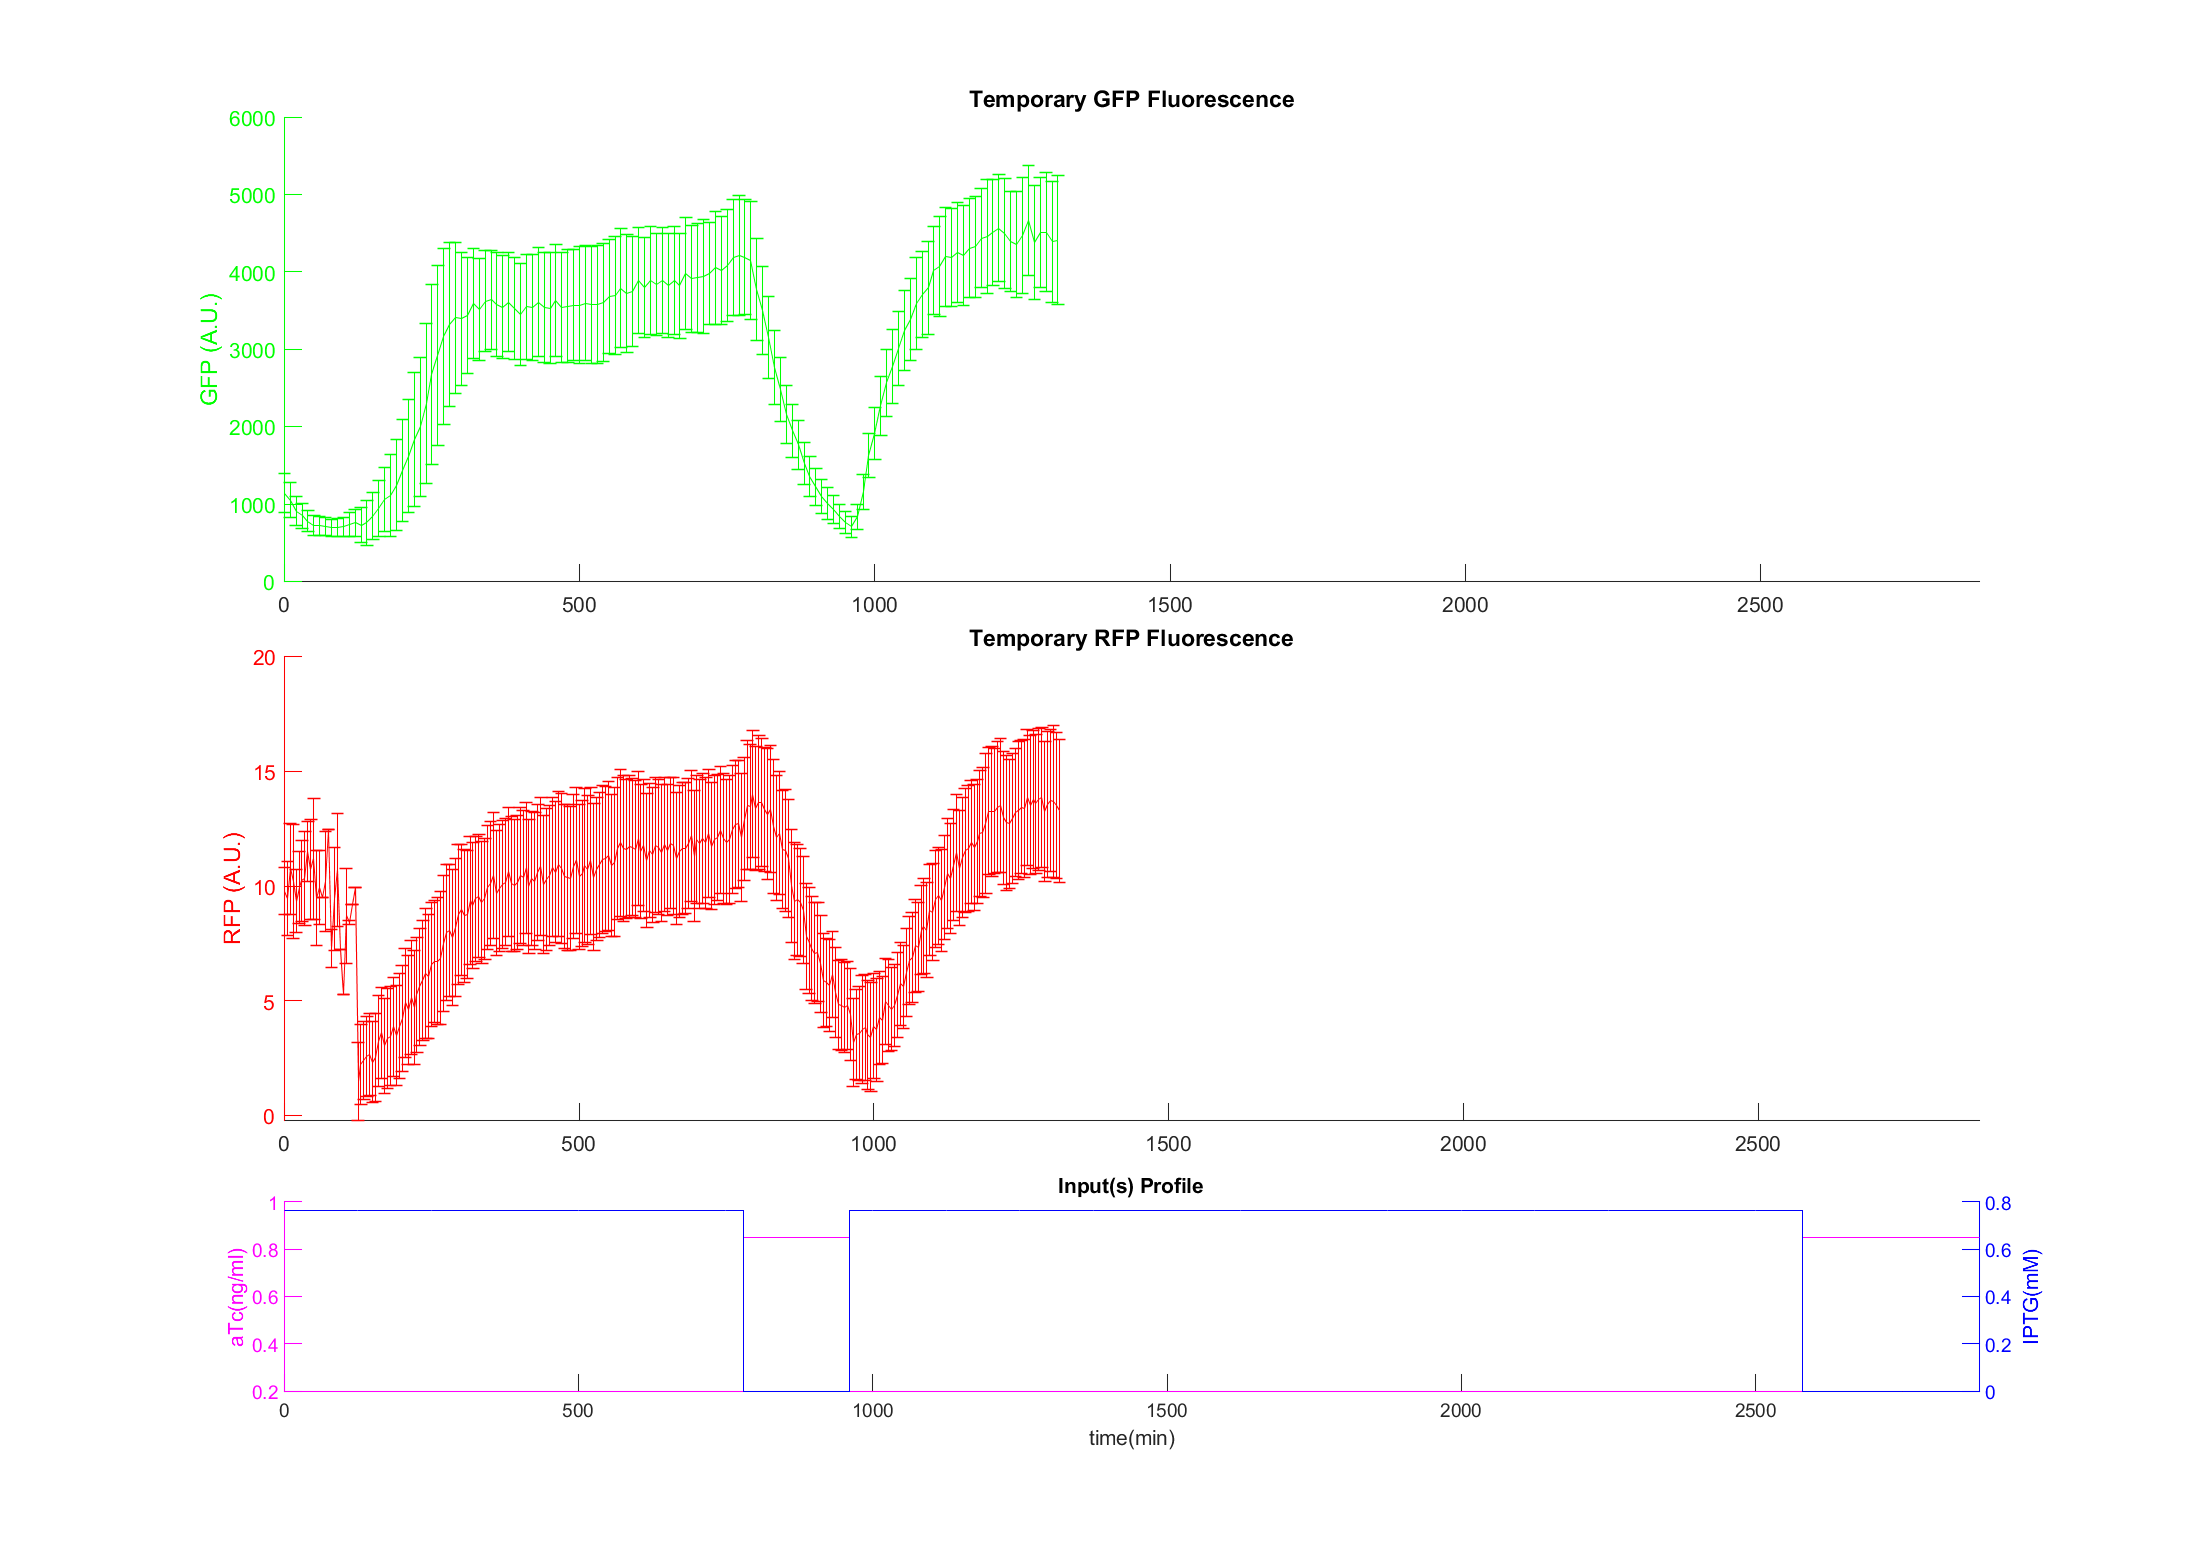 Temporary GFP Fluorescence
6000
5000
4000
3000
2000
1000
0
GFP (A.U.)
0 500 1000 1500 2000 2500
Temporary RFP Fluorescence
20
15
10
5
0
RFP (A.U.)
0 500 1000 1500 2000 2500
Input(s) Profile
1
0.8
0.6
0.4
0.2
aTc(ng/ml)
0.8
0.6
0.4
0.2
0
IPTG(mM)
0 500 1000 1500 2000 2500
time(min)